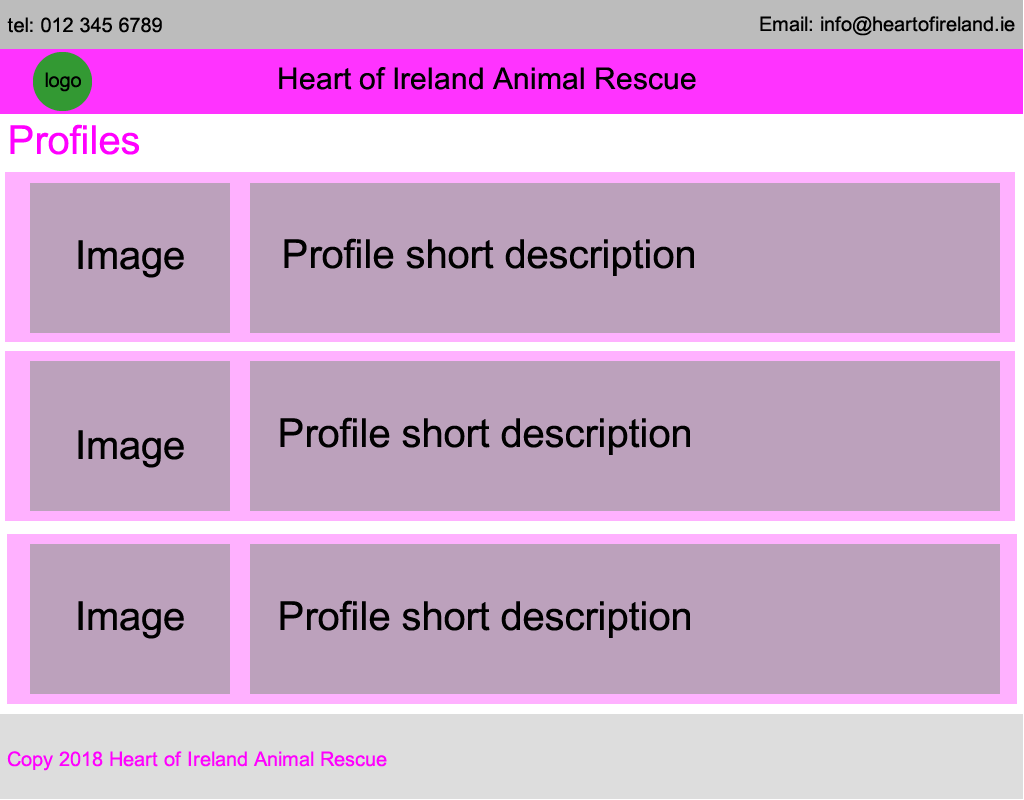 tel: 012 345 6789
Email: info@heartofireland.ie
logo
Heart of Ireland Animal Rescue
Profiles
Image
Profile short description
Image
Profile short description
Image
Profile short description
Copy 2018 Heart of Ireland Animal Rescue